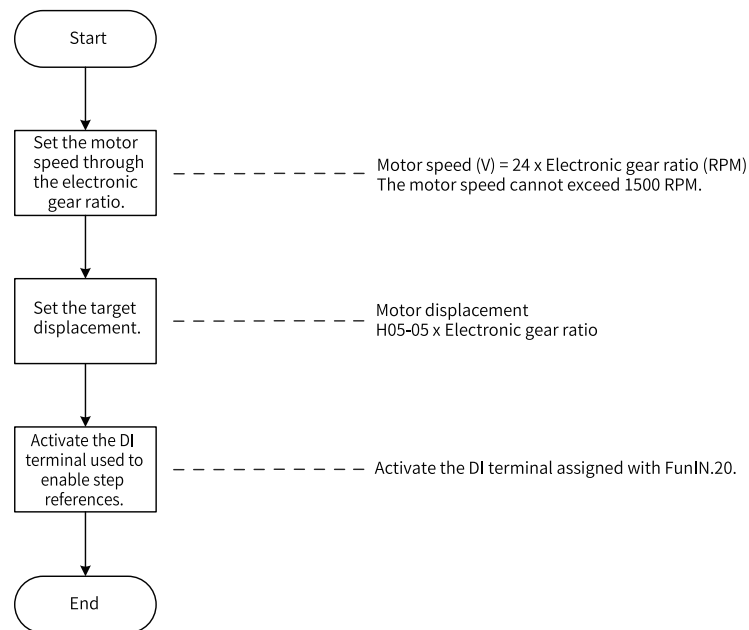 Start
Set the motor
speed through
the electronic
gear ratio.
Motor speed (V) = 24 x Electronic gear ratio (RPM)
The motor speed cannot exceed 1500 RPM.
Set the target
displacement.
Motor displacement
H05-05 x Electronic gear ratio
Activate the DI
terminal used to
enable step
references.
Activate the DI terminal assigned with FunIN.20.
End